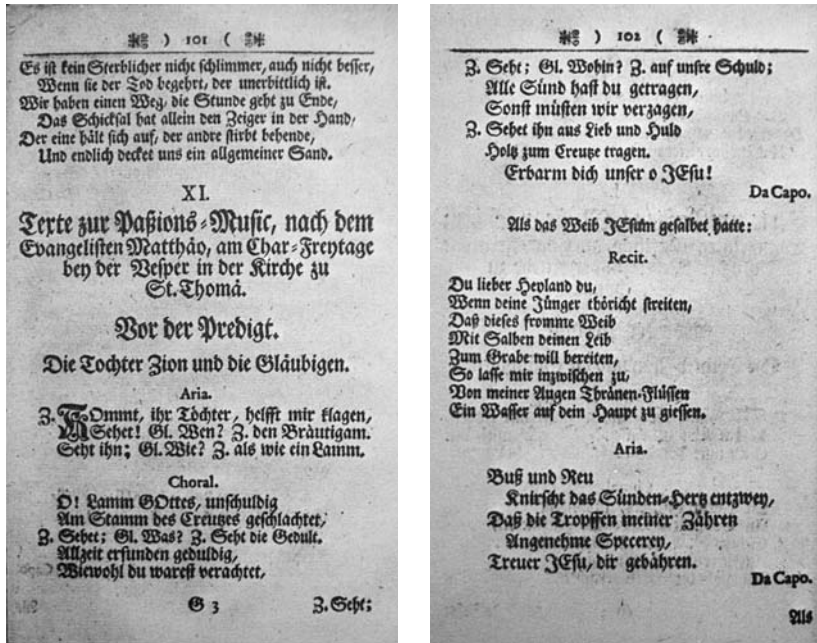 ) 101 (
Es ist kein Sterblicher nicht schlimmer, auch nicht besser,
Wenn sie der Tod begehrt, der unerbittlich ist.
Wir haben einen Weg, die Stunde geht zu Ende,
Das Schicksal hat allein den Zeiger in der Hand,
Der eine hält sich auf, der andre stirbt behende,
Und endlich decket uns ein allgemeiner Sand.
XI.
Texte zur Paßions-Music, nach dem
Evangelisten Matthäo, am Char-Freytage
bey der Vesper in der Kirche zu
St. Thomä.
Vor der Predigt.
Die Tochter Zion und die Gläubigen.
Aria.
Z. KOmmt, ihr Töchter, helfft mir klagen,
Sehet! Gl. Wen? Z. den Bräutigam.
Seht ihn; Gl. Wie? Z. als wie ein Lamm.
Choral.
O! Lamm GOttes, unschuldig
Am Stamm des Creutzes geschlachtet,
Z. Sehet; Gl. Was? Z. Seht die Gedult.
Allzeit erfunden geduldig,
Wiewohl du warest verachtet,
G 3 Z. Seht;
) 102 (
Z. Seht; Gl. Wohin? Z. auf unsre Schuld;
Alle Sünd hast du getragen,
Sonst müsten wir verzagen,
Z. Sehet ihn aus Lieb und Huld
Holtz zum Creutze tragen.
Erbarm dich unser o JEsu!
Da Capo.
Als das Weib JEsum gesalbet hatte:
Recit.
Du lieber Heyland du,
Wenn deine Jünger thöricht streiten,
Daß dieses fromme Weib
Mit Salben deinen Leib
Zum Grabe will bereiten,
So lasse mir inzwischen zu,
Von meiner Augen Thränen-Flüssen
Ein Wasser auf dein Haupt zu giessen.
Aria.
Buß und Reu
Knirscht das Sünden-Hertz entzwey,
Daß die Tropffen meiner Zähren
Angenehme Specerey,
Treuer JEsu, dir gebähren.
Da Capo.
Als